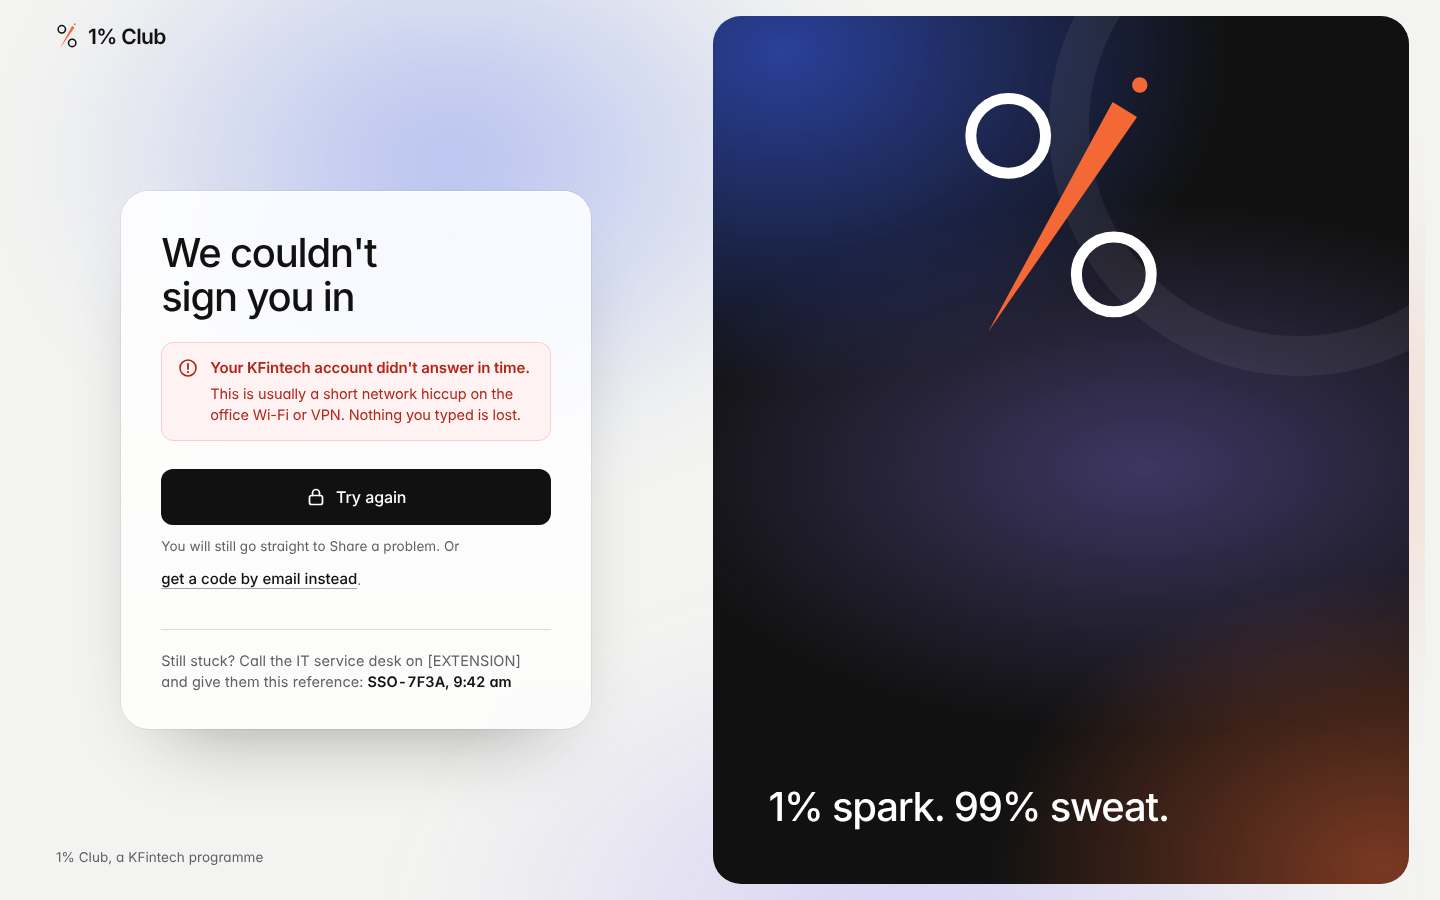 1% Club
We couldn't
sign you in
Your KFintech account didn't answer in time.
This is usually a short network hiccup on the
office Wi-Fi or VPN. Nothing you typed is lost.
Try again
You will still go straight to Share a problem. Or
get a code by email instead.
Still stuck? Call the IT service desk on [EXTENSION]
and give them this reference: SSO-7F3A, 9:42 am
1% Club, a KFintech programme
1% spark. 99% sweat.